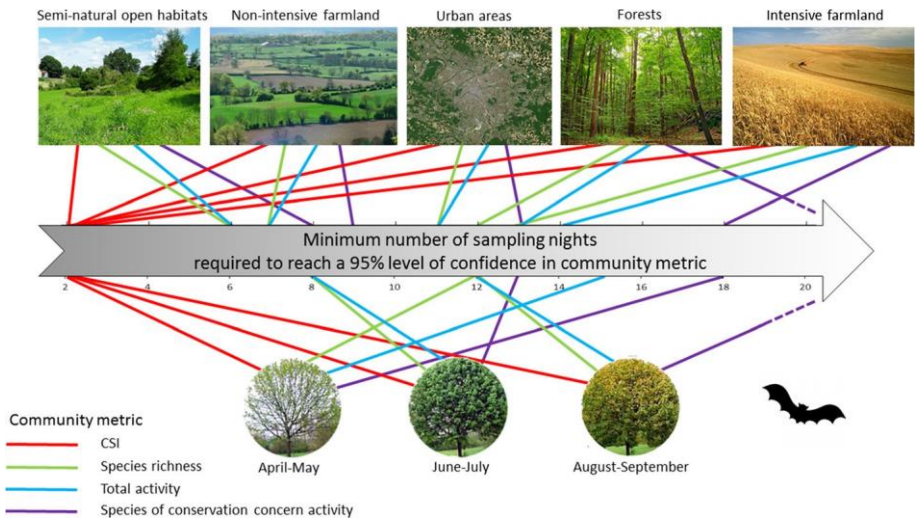 Semi-natural open habitats
Non-intensive farmland
Urban areas
Forests
Intensive farmland
Minimum number of sampling nights
required to reach a 95% level of confidence in community metric
2 4 6 8 10 12 14 16 18 20
Community metric
CSI
Species richness
Total activity
Species of conservation concern activity
April-May
June-July
August-September